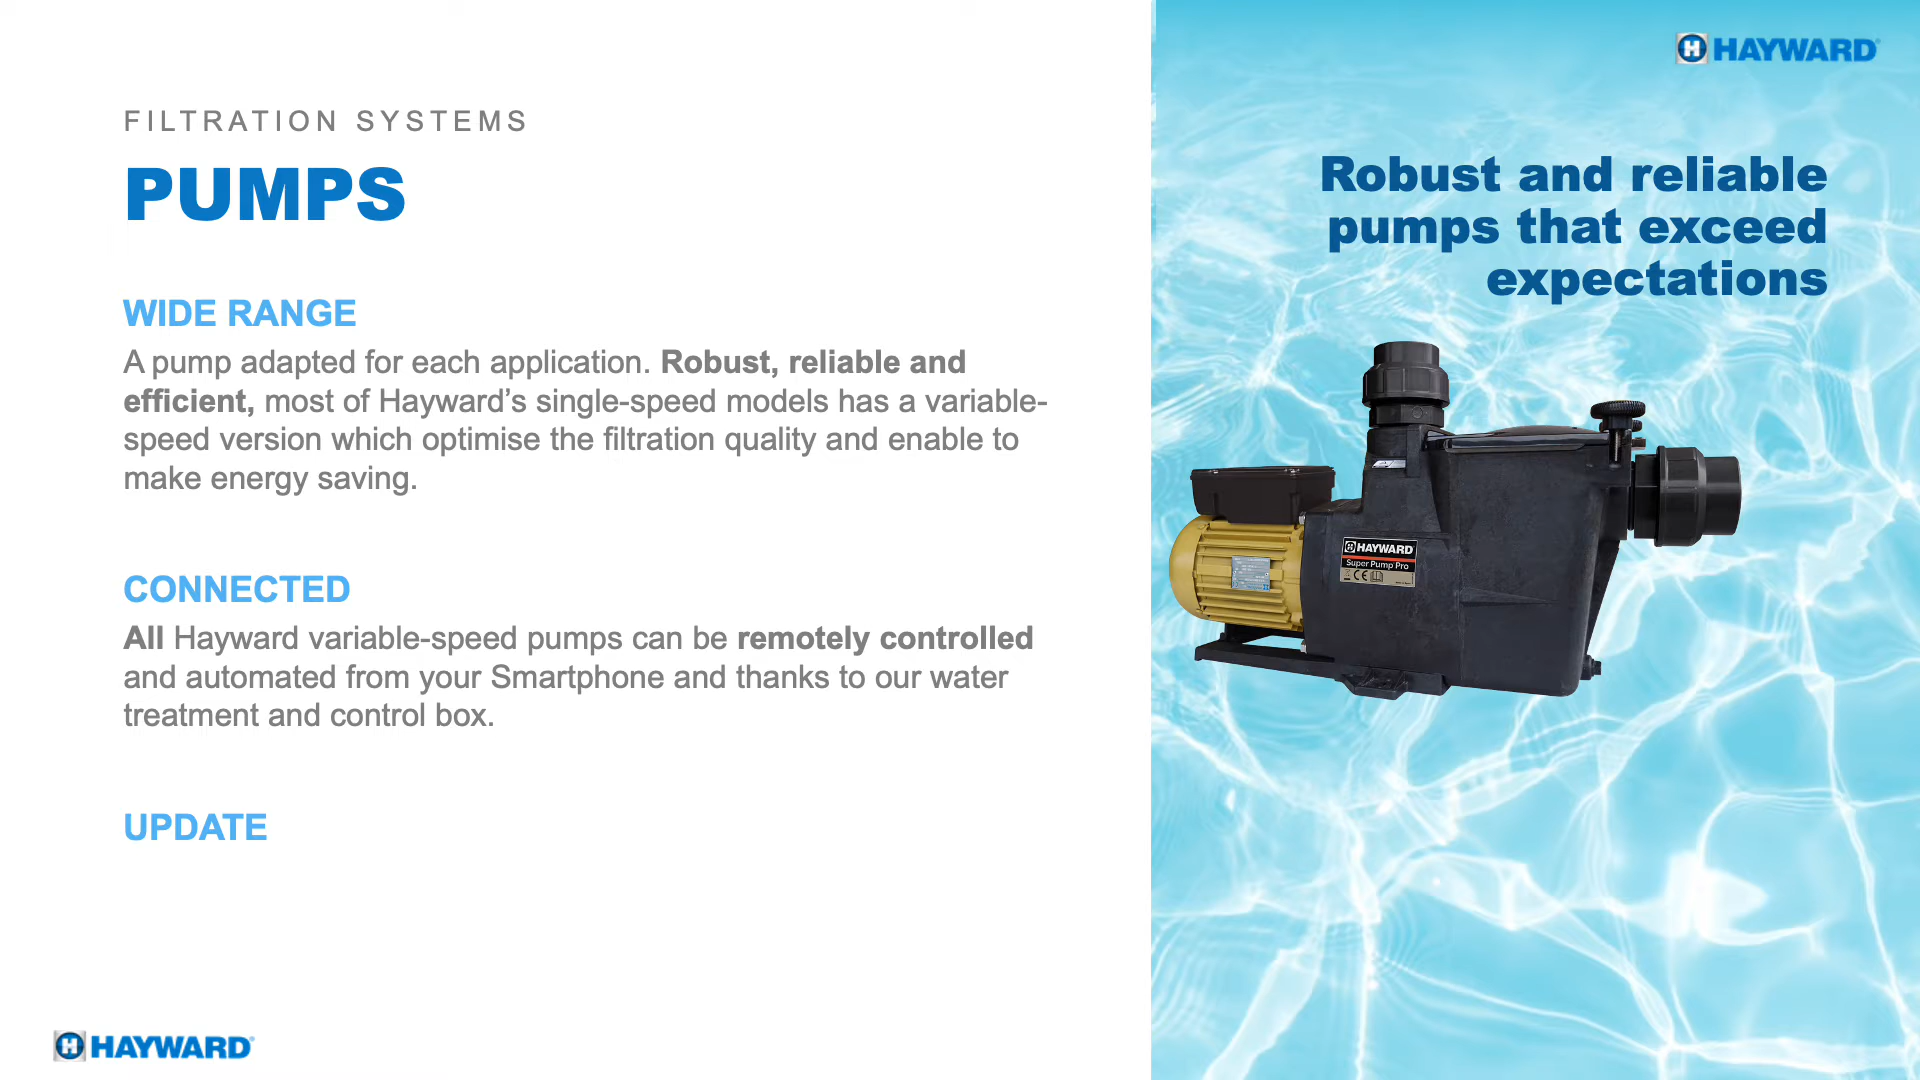 FILTRATION SYSTEMS
PUMPS
WIDE RANGE
A pump adapted for each application. Robust, reliable and
efficient, most of Hayward’s single-speed models has a variable-
speed version which optimise the filtration quality and enable to
make energy saving.
CONNECTED
All Hayward variable-speed pumps can be remotely controlled
and automated from your Smartphone and thanks to our water
treatment and control box.
UPDATE
HAYWARD
HAYWARD
Robust and reliable
pumps that exceed
expectations
HAYWARD
Super Pump Pro
CE